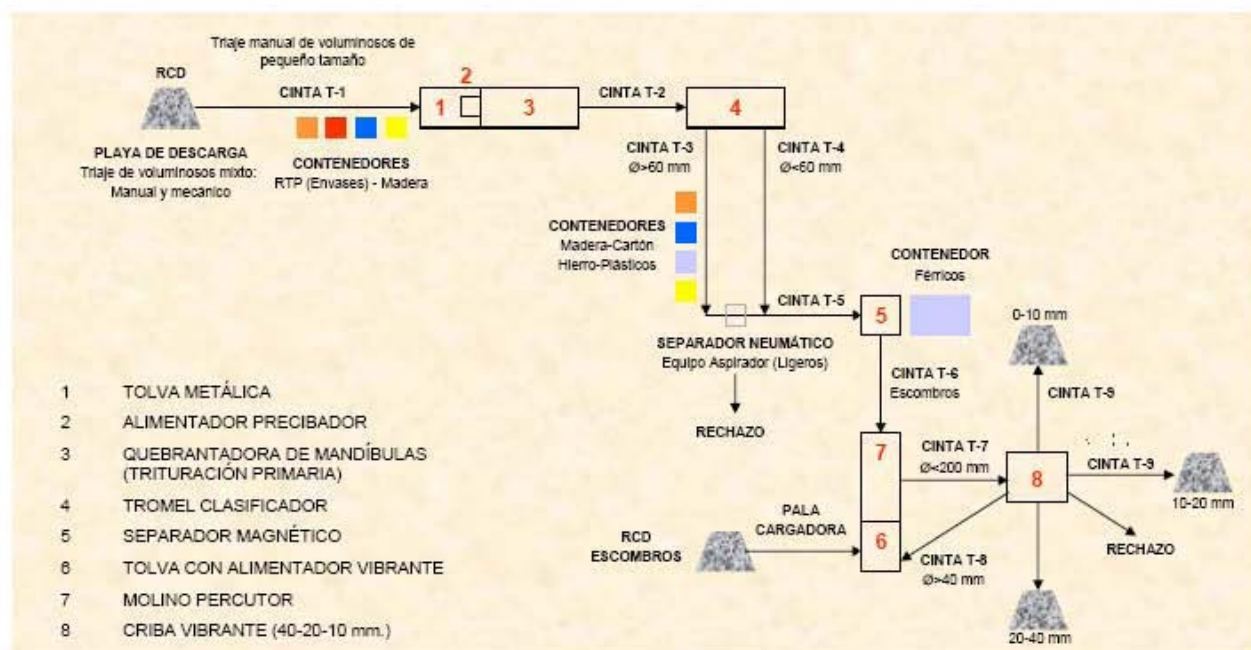 Triaje manual de voluminosos de
pequeño tamaño
RCD
2
CINTA T-1
1
3
CINTA T-2
4
PLAYA DE DESCARGA
Triaje de voluminosos mixto:
Manual y mecánico
CONTENEDORES
RTP (Envases) - Madera
CINTA T-3
Ø>60 mm
CINTA T-4
Ø<60 mm
CONTENEDORES
Madera-Cartón
Hierro-Plásticos
CONTENEDOR
Férricos
CINTA T-5
5
0-10 mm
SEPARADOR NEUMÁTICO
Equipo Aspirador (Ligeros)
CINTA T-6
Escombros
CINTA T-9
RECHAZO
7
CINTA T-7
Ø<200 mm
8
CINTA T-9
10-20 mm
RCD
ESCOMBROS
PALA
CARGADORA
6
CINTA T-8
Ø>40 mm
RECHAZO
20-40 mm
1 TOLVA METÁLICA
2 ALIMENTADOR PRECIBADOR
3 QUEBRANTADORA DE MANDÍBULAS
(TRITURACIÓN PRIMARIA)
4 TROMEL CLASIFICADOR
5 SEPARADOR MAGNÉTICO
6 TOLVA CON ALIMENTADOR VIBRANTE
7 MOLINO PERCUTOR
8 CRIBA VIBRANTE (40-20-10 mm.)